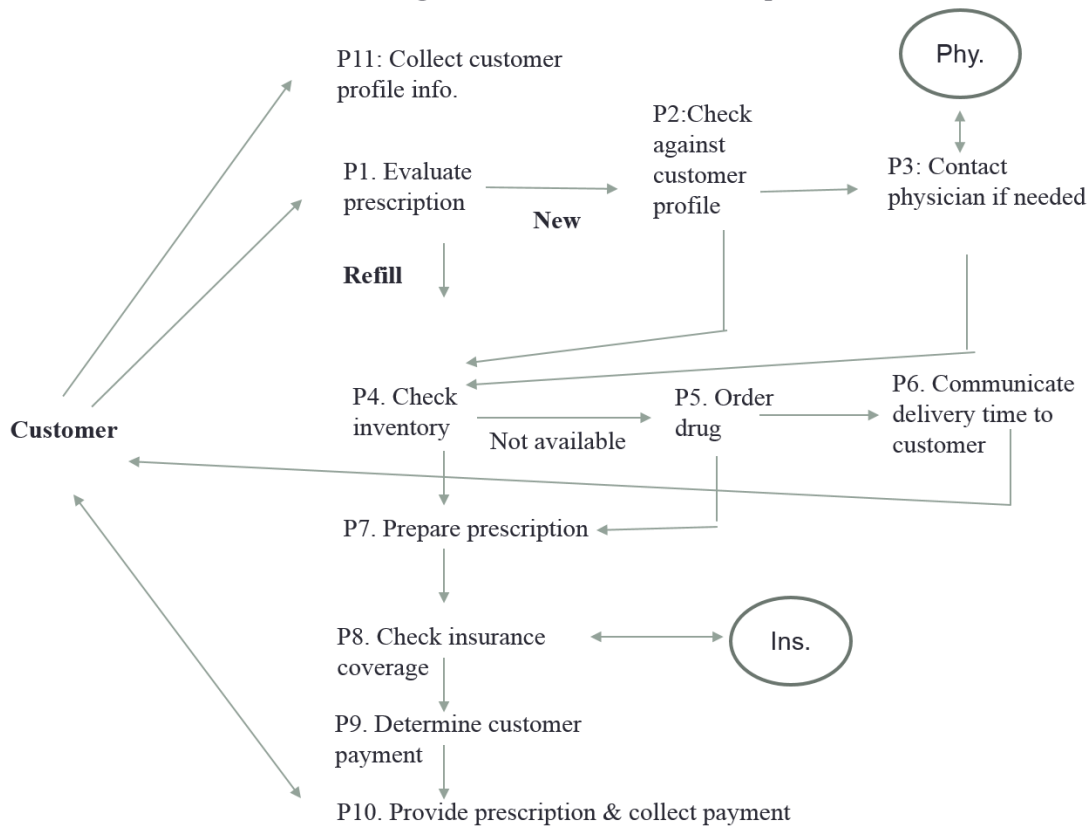 P11: Collect customer
profile info.
Phy.
P2:Check
against
customer
profile
P1. Evaluate
prescription
New
P3: Contact
physician if needed
Refill
Customer
P4. Check
inventory
Not available
P5. Order
drug
P6. Communicate
delivery time to
customer
P7. Prepare prescription
P8. Check insurance
coverage
Ins.
P9. Determine customer
payment
P10. Provide prescription & collect payment